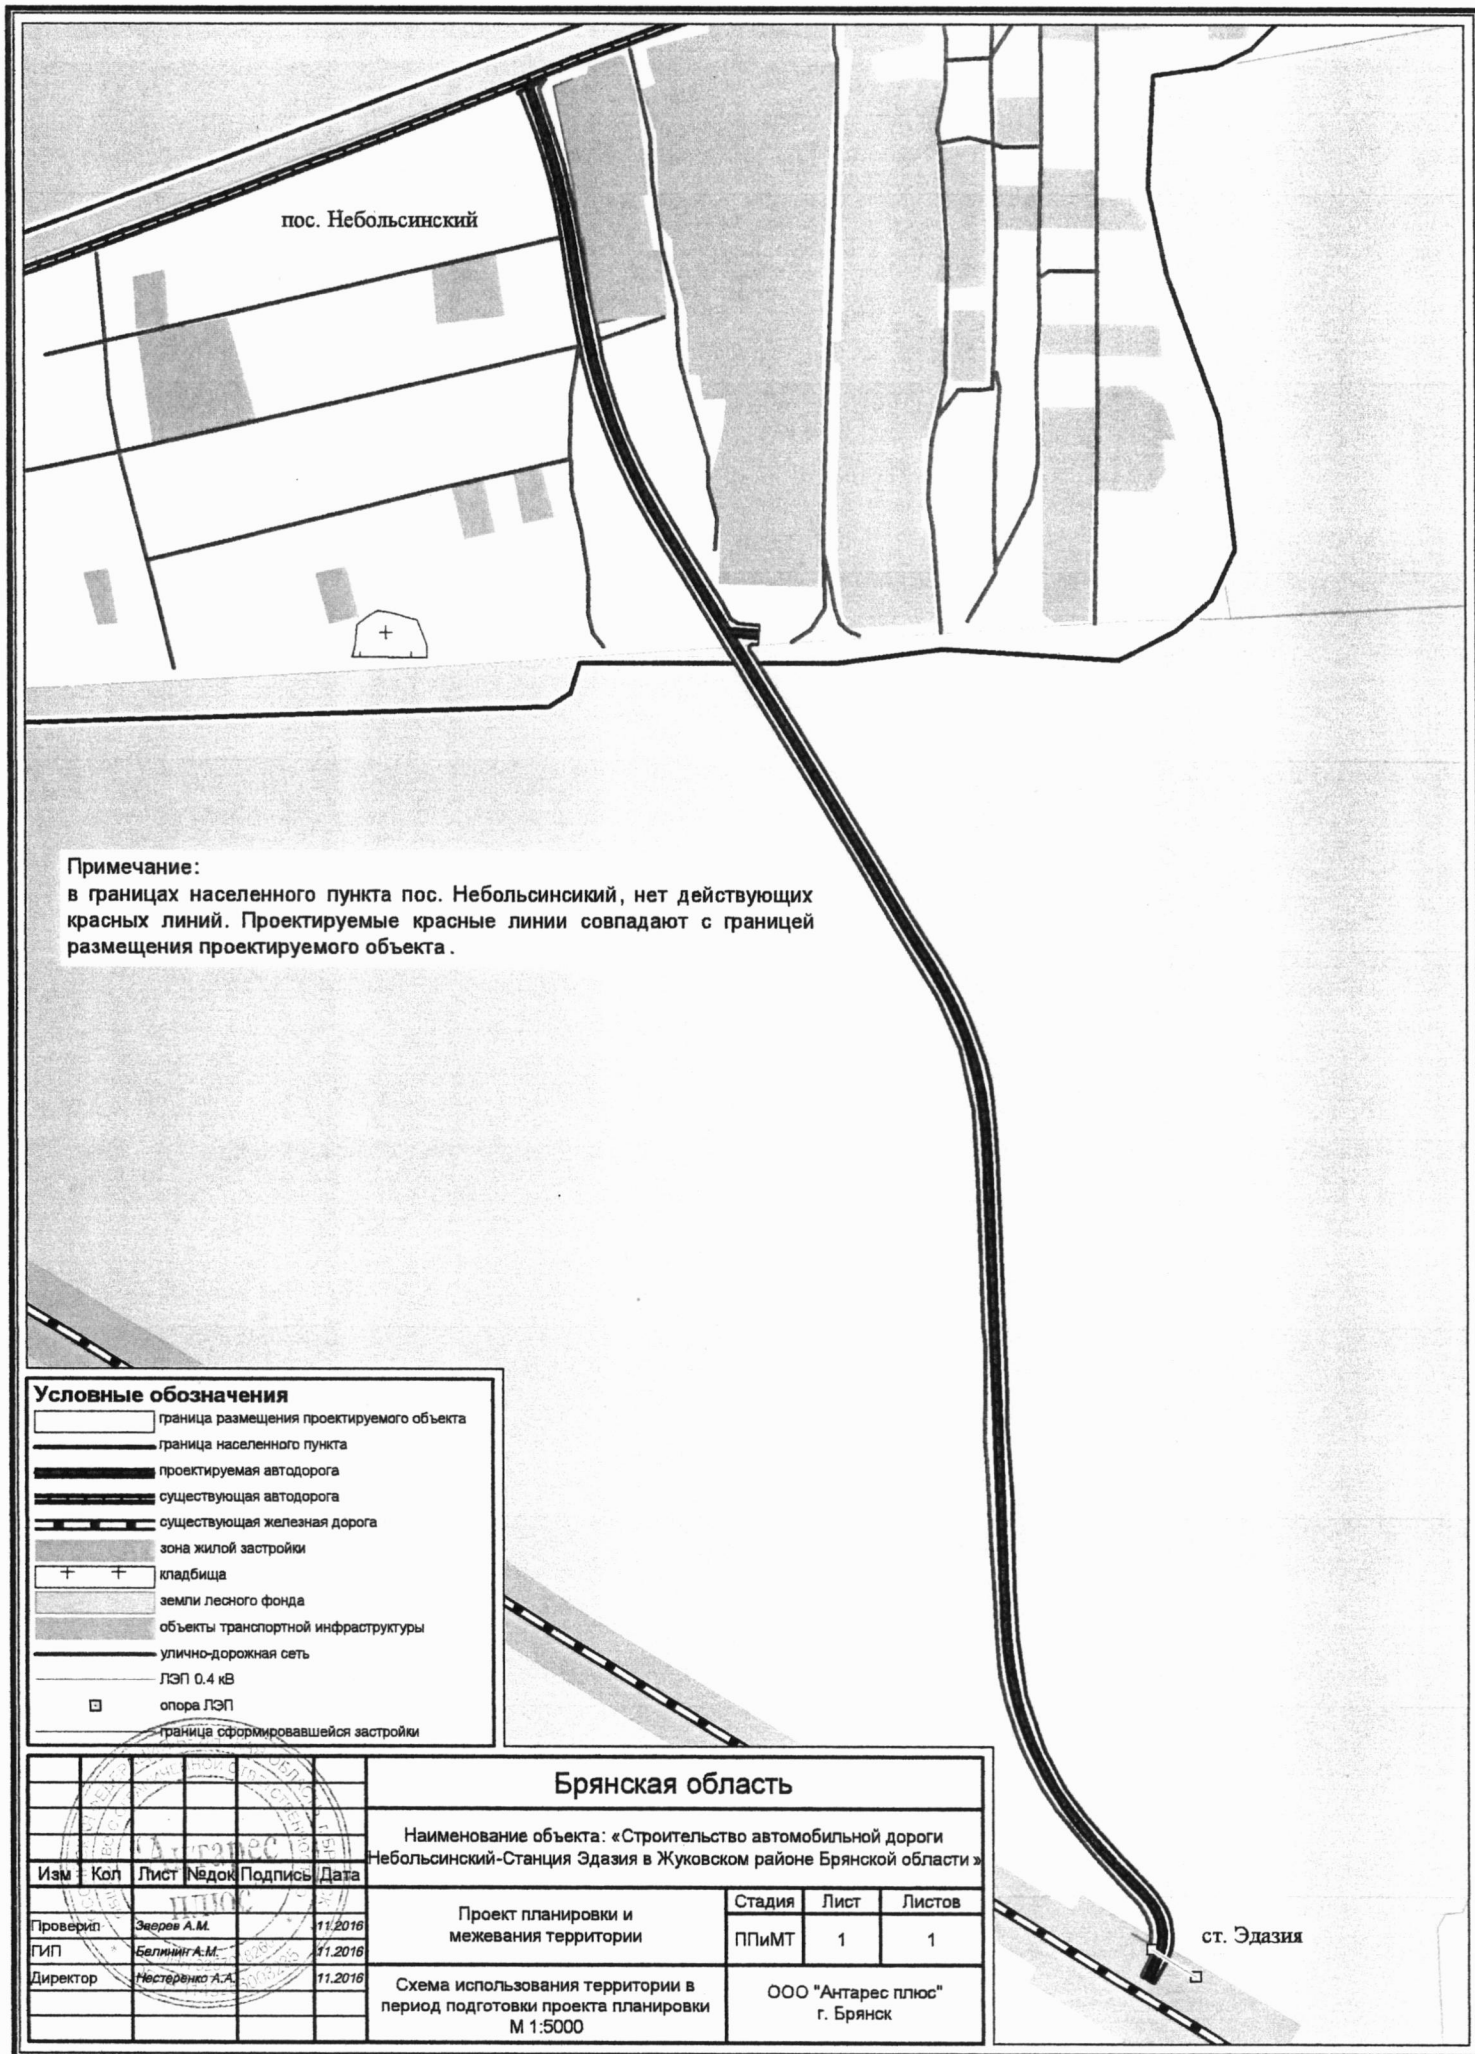 пос. Небольсинский
Примечание:
в границах населенного пункта пос. Небольсинсикий, нет действующих
красных линий. Проектируемые красные линии совпадают с границей
размещения проектируемого объекта.
Условные обозначения
граница размещения проектируемого объекта
граница населенного пункта
проектируемая автодорога
существующая автодорога
существующая железная дорога
зона жилой застройки
кладбища
земли лесного фонда
объекты транспортной инфраструктуры
улично-дорожная сеть
ЛЭП 0.4 кВ
опора ЛЭП
граница сформировавшейся застройки
ст. Эдазия
Брянская область
Наименование объекта: «Строительство автомобильной дороги
Небольсинский-Станция Эдазия в Жуковском районе Брянской области»
Изм Кол Лист №док Подпись Дата
Проверил Зверев А.М. 11.2016
ГИП Белинин А.М. 11.2016
Директор Нестеренко А.А. 11.2016
Проект планировки и
межевания территории
Стадия Лист Листов
ППиМТ 1 1
Схема использования территории в
период подготовки проекта планировки
М 1:5000
ООО "Антарес плюс"
г. Брянск
Антарес
плюс